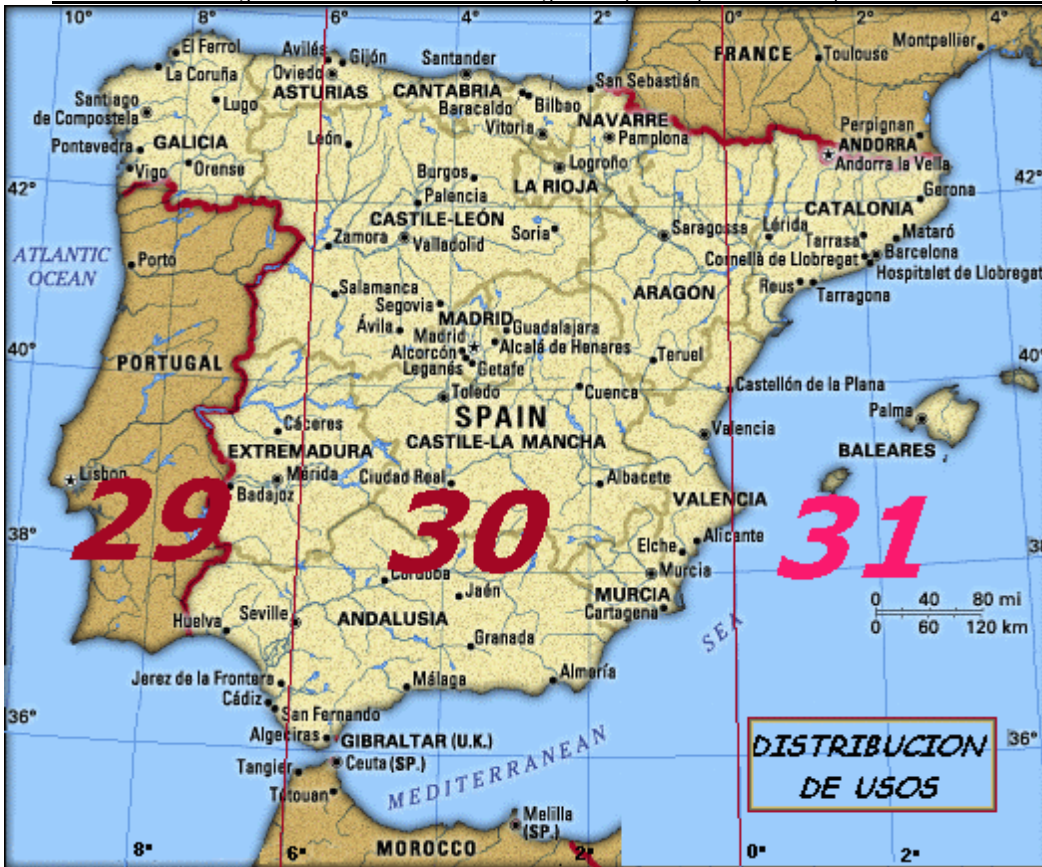 10° 8° 6° 4° 2° 0° 2° 4°
El Ferrol
La Coruña
Santiago
de Compostela
Lugo
Pontevedra
GALICIA
Vigo
Orense
Avilés
Gijón
Oviedo
ASTURIAS
Santander
CANTABRIA
Baracaldo
Bilbao
Vitoria
San Sebastián
NAVARRE
Pamplona
Logroño
LA RIOJA
FRANCE
Toulouse
Montpellier
Perpignan
ANDORRA
Andorra la Vella
León
Burgos
Palencia
CASTILE-LEÓN
Zamora
Valladolid
Soria
Saragossa
Lérida
Gerona
CATALONIA
Tarrasa
Mataró
Barcelona
Cornellá de Llobregat
Hospitalet de Llobregat
Reus
Tarragona
42°
42°
ATLANTIC
OCEAN
Porto
Salamanca
Segovia
Ávila
MADRID
Madrid
Guadalajara
Alcorcón
Alcalá de Henares
Leganés
Getafe
ARAGON
Teruel
40°
40°
PORTUGAL
Toledo
Cuenca
Castellón de la Plana
SPAIN
CASTILE-LA MANCHA
Cáceres
EXTREMADURA
Mérida
Badajoz
Ciudad Real
Albacete
Valencia
VALENCIA
Palma
BALEARES
Lisbon
29
30
31
38°
38
Alicante
Elche
Murcia
MURCIA
Cartagena
Córdoba
Jaén
ANDALUSIA
Seville
Huelva
Granada
Almería
Málaga
Jerez de la Frontera
Cádiz
San Fernando
Algeciras
GIBRALTAR (U.K.)
Ceuta (SP.)
Tangier
Tétouan
Melilla
(SP.)
MOROCCO
MEDITERRANEAN
SEA
0 40 80 mi
0 60 120 km
36°
36°
DISTRIBUCION
DE USOS
8° 6° 2° 0° 2°